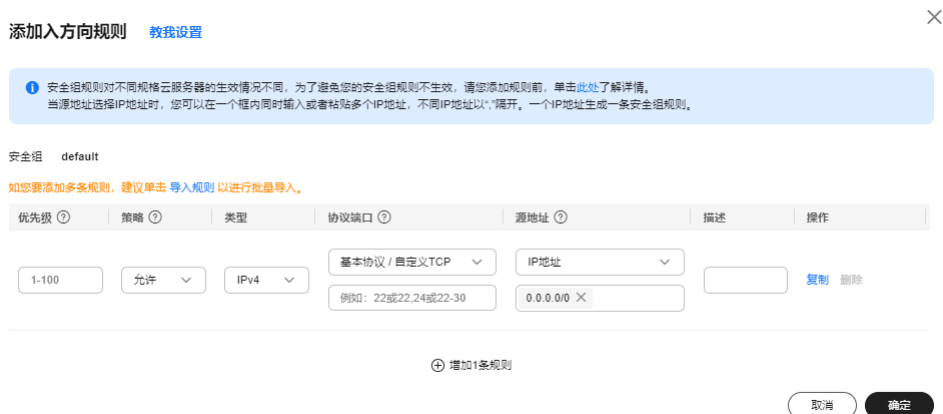 添加入方向规则 教我设置
安全组规则对不同规格云服务器的生效情况不同，为了避免您的安全组规则不生效，请您添加规则前，单击此处了解详情。
当源地址选择IP地址时，您可以在一个框内同时输入或者粘贴多个IP地址，不同IP地址以“,”隔开。一个IP地址生成一条安全组规则。
安全组 default
如您要添加多条规则，建议单击 导入规则 以进行批量导入。
优先级 策略 类型 协议端口 源地址 描述 操作
基本协议 / 自定义TCP IP地址
1-100 允许 IPv4 复制 删除
例如：22或22,24或22-30 0.0.0.0/0
增加1条规则
取消 确定